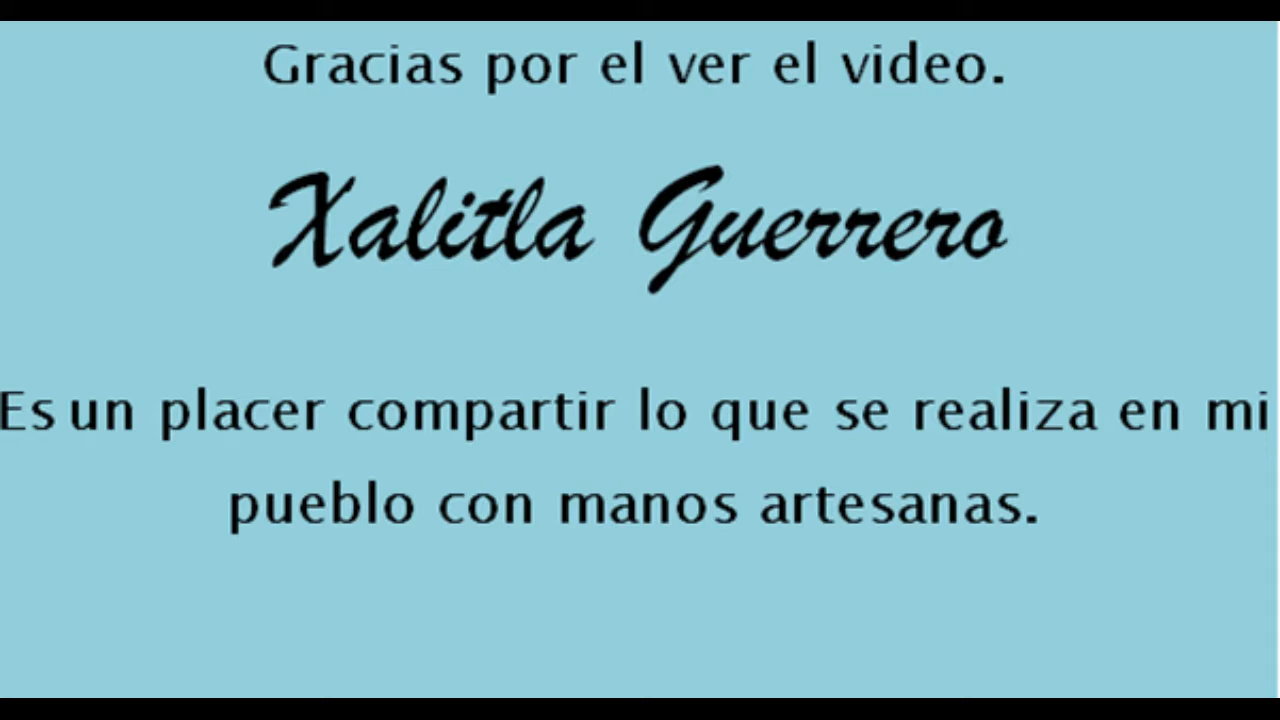 Gracias por el ver el video.
Xalitla Guerrero
Es un placer compartir lo que se realiza en mi
pueblo con manos artesanas.